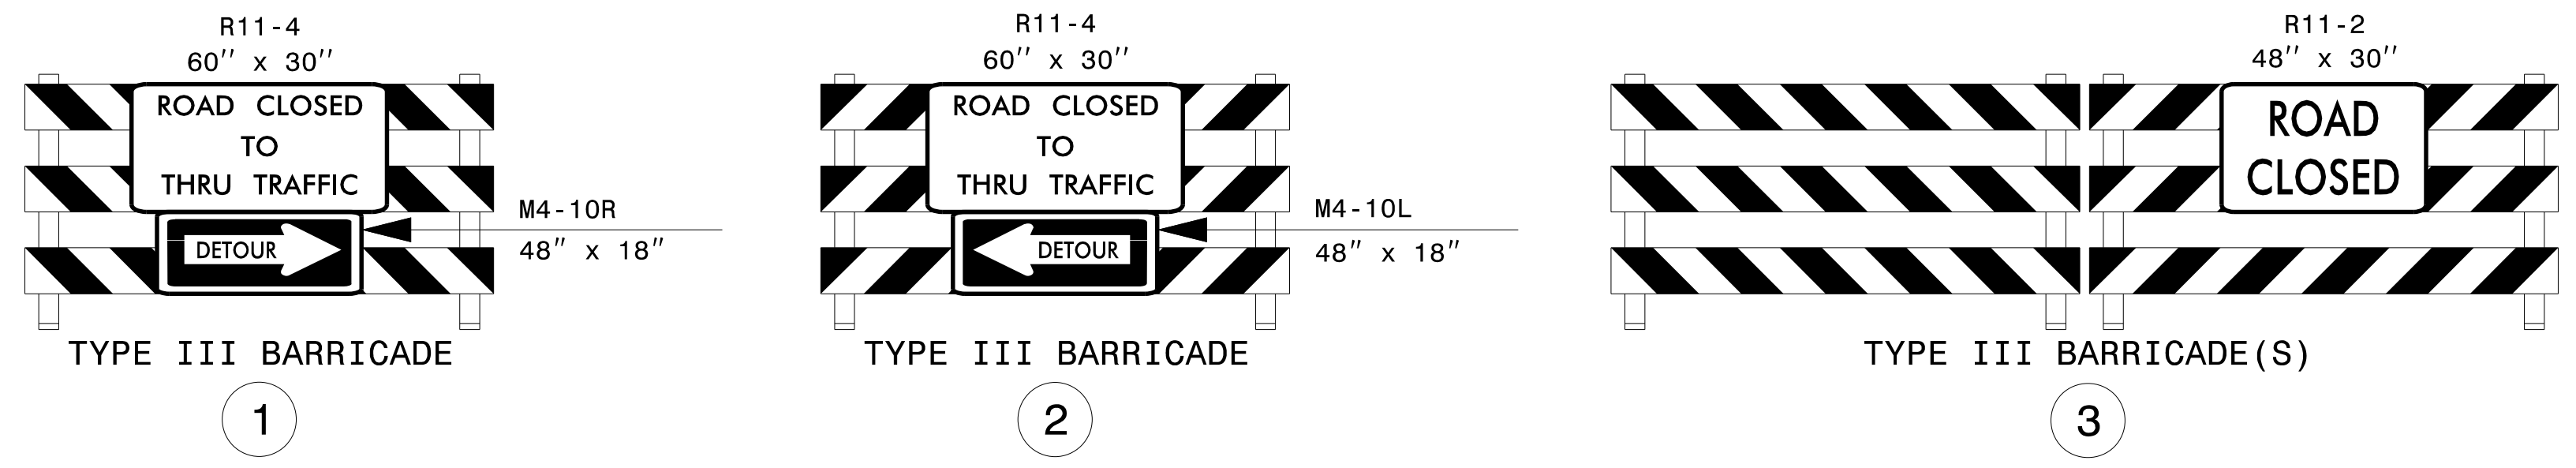 R11-4
60" x 30"
ROAD CLOSED
TO
THRU TRAFFIC
DETOUR
M4-10R
48" x 18"
TYPE III BARRICADE
1
R11-4
60" x 30"
ROAD CLOSED
TO
THRU TRAFFIC
DETOUR
M4-10L
48" x 18"
TYPE III BARRICADE
2
R11-2
48" x 30"
ROAD
CLOSED
TYPE III BARRICADE(S)
3